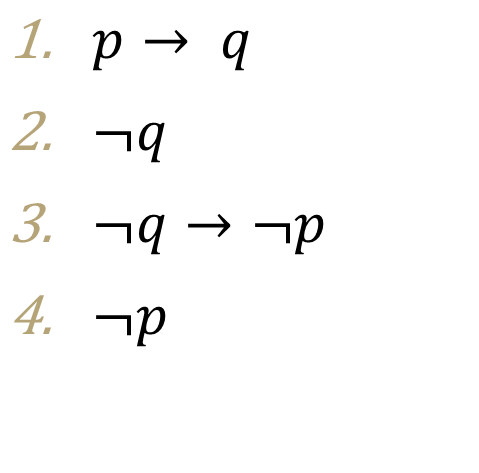 1. p → q
2. ¬q
3. ¬q → ¬p
4. ¬p